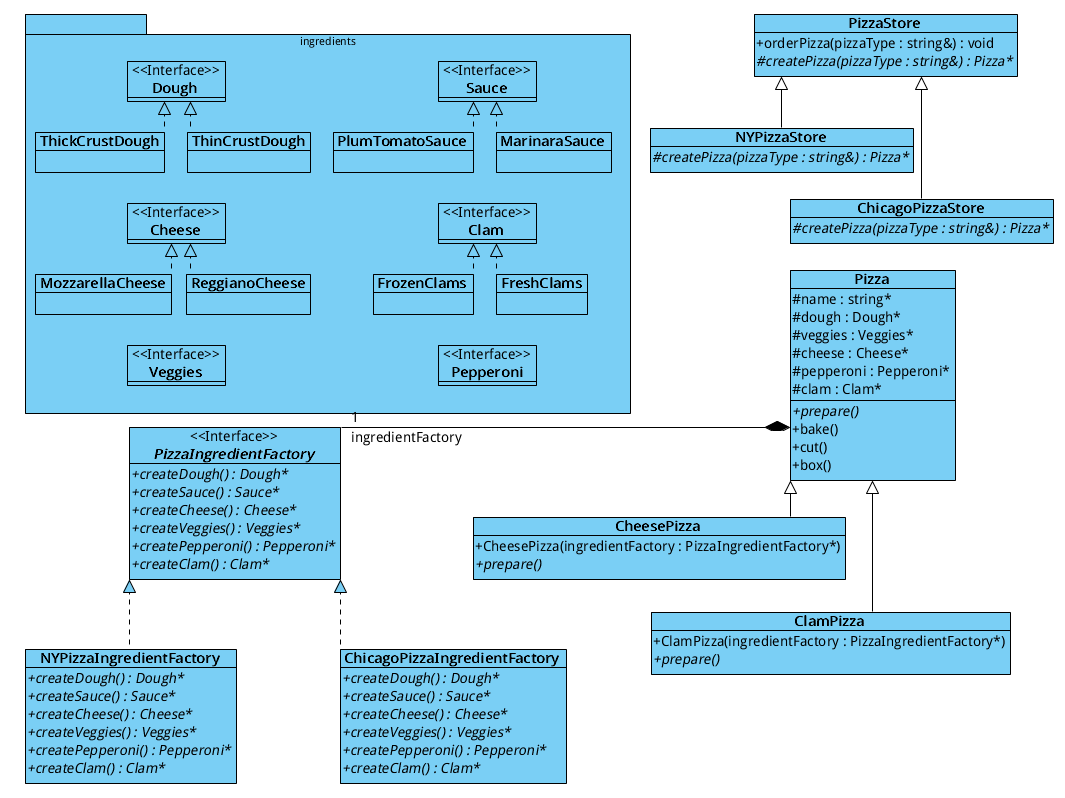 ingredients
<<Interface>>
Dough
<<Interface>>
Sauce
ThickCrustDough
ThinCrustDough
PlumTomatoSauce
MarinaraSauce
<<Interface>>
Cheese
<<Interface>>
Clam
MozzarellaCheese
ReggianoCheese
FrozenClams
FreshClams
<<Interface>>
Veggies
<<Interface>>
Pepperoni
PizzaStore
+orderPizza(pizzaType : string&) : void
#createPizza(pizzaType : string&) : Pizza*
NYPizzaStore
#createPizza(pizzaType : string&) : Pizza*
ChicagoPizzaStore
#createPizza(pizzaType : string&) : Pizza*
Pizza
#name : string*
#dough : Dough*
#veggies : Veggies*
#cheese : Cheese*
#pepperoni : Pepperoni*
#clam : Clam*
+prepare()
+bake()
+cut()
+box()
1
ingredientFactory
<<Interface>>
PizzaIngredientFactory
+createDough() : Dough*
+createSauce() : Sauce*
+createCheese() : Cheese*
+createVeggies() : Veggies*
+createPepperoni() : Pepperoni*
+createClam() : Clam*
CheesePizza
+CheesePizza(ingredientFactory : PizzaIngredientFactory*)
+prepare()
ClamPizza
+ClamPizza(ingredientFactory : PizzaIngredientFactory*)
+prepare()
NYPizzaIngredientFactory
+createDough() : Dough*
+createSauce() : Sauce*
+createCheese() : Cheese*
+createVeggies() : Veggies*
+createPepperoni() : Pepperoni*
+createClam() : Clam*
ChicagoPizzaIngredientFactory
+createDough() : Dough*
+createSauce() : Sauce*
+createCheese() : Cheese*
+createVeggies() : Veggies*
+createPepperoni() : Pepperoni*
+createClam() : Clam*